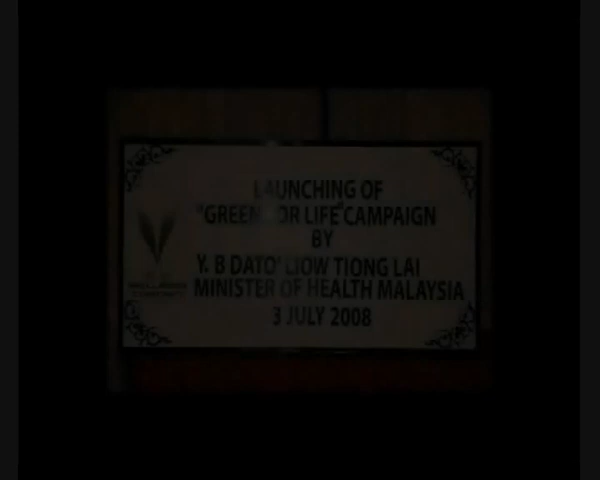 LAUNCHING OF
"GREEN FOR LIFE" CAMPAIGN
BY
Y. B DATO' LIOW TIONG LAI
MINISTER OF HEALTH MALAYSIA
3 JULY 2008